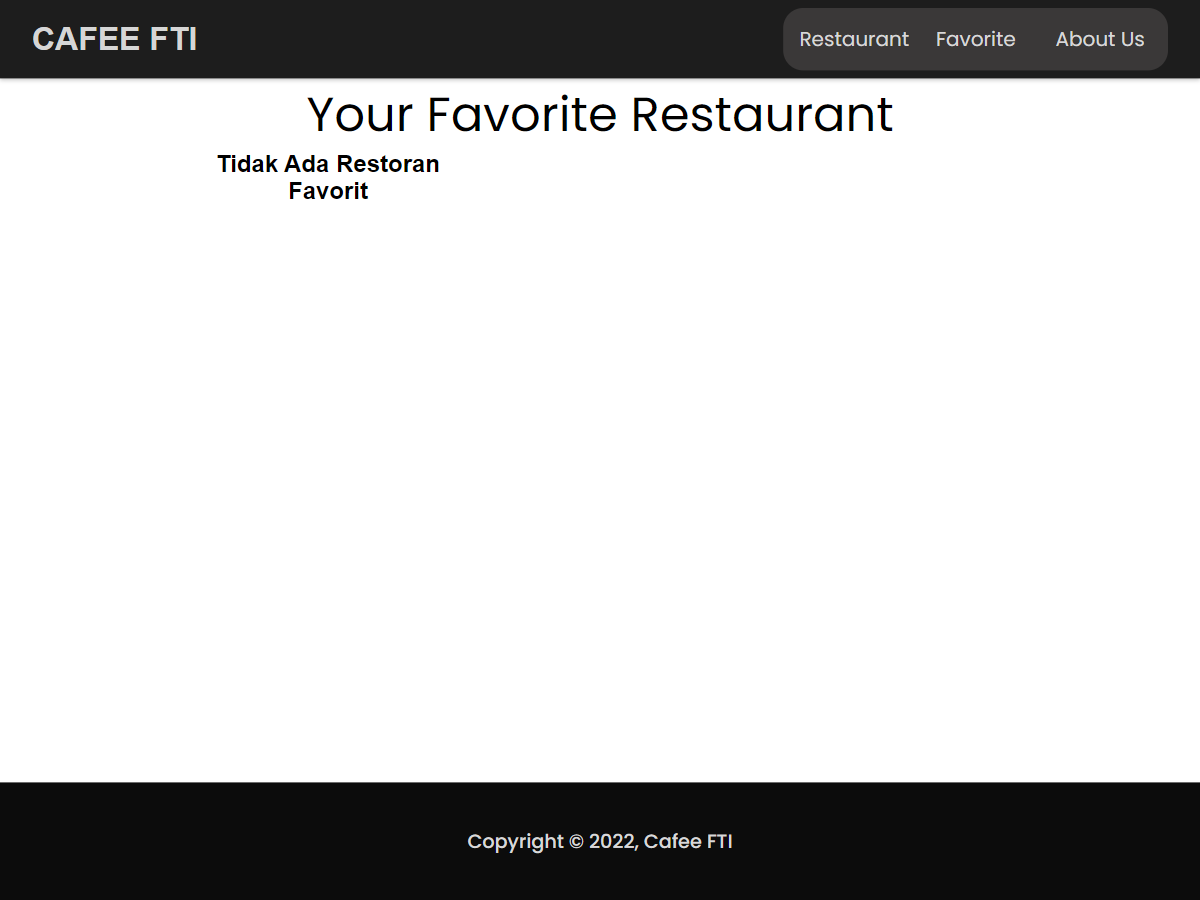 CAFEE FTI
Restaurant Favorite About Us
Your Favorite Restaurant
Tidak Ada Restoran
Favorit
Copyright © 2022, Cafee FTI